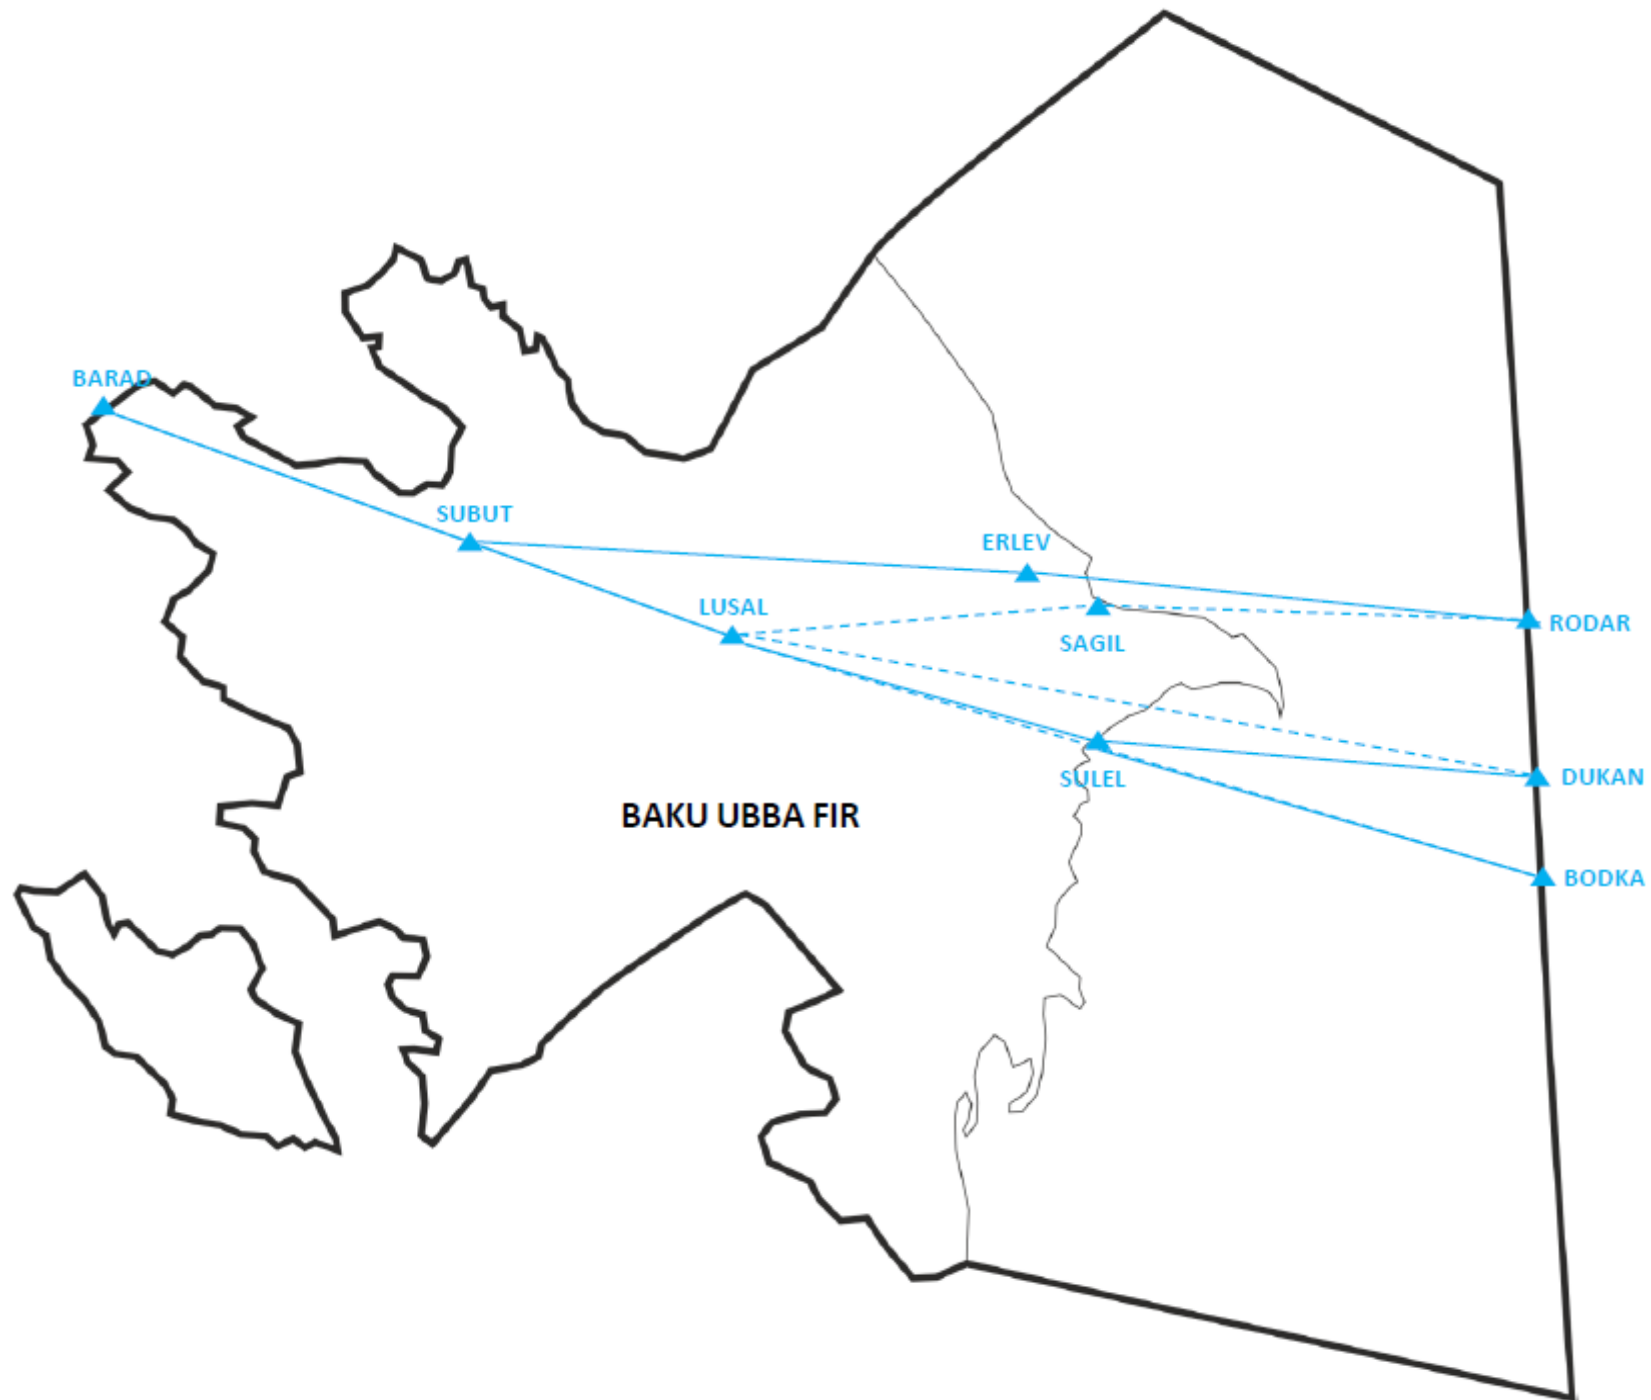 BARAD
SUBUT
ERLEV
LUSAL
RODAR
SAGIL
SULEL
DUKAN
BAKU UBBA FIR
BODKA